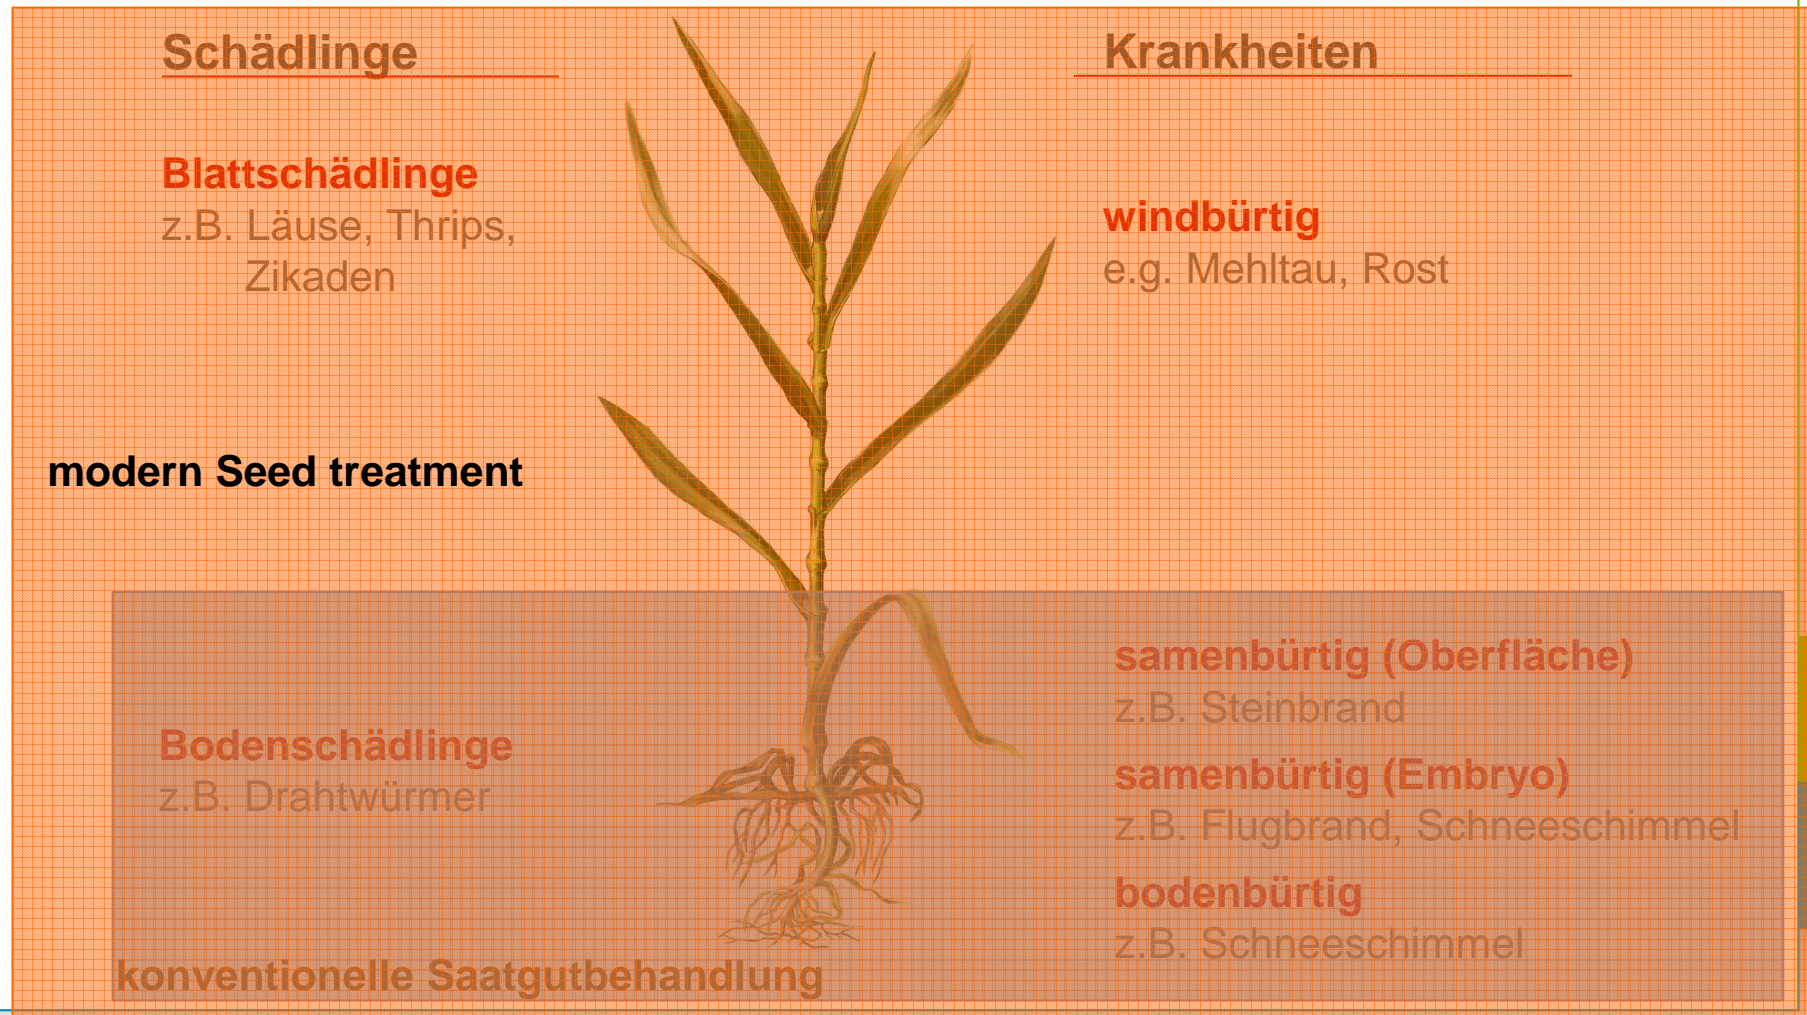 Schädlinge
Krankheiten
Blattschädlinge
z.B. Läuse, Thrips,
Zikaden
windbürtig
e.g. Mehltau, Rost
modern Seed treatment
Bodenschädlinge
z.B. Drahtwürmer
samenbürtig (Oberfläche)
z.B. Steinbrand
samenbürtig (Embryo)
z.B. Flugbrand, Schneeschimmel
bodenbürtig
z.B. Schneeschimmel
konventionelle Saatgutbehandlung